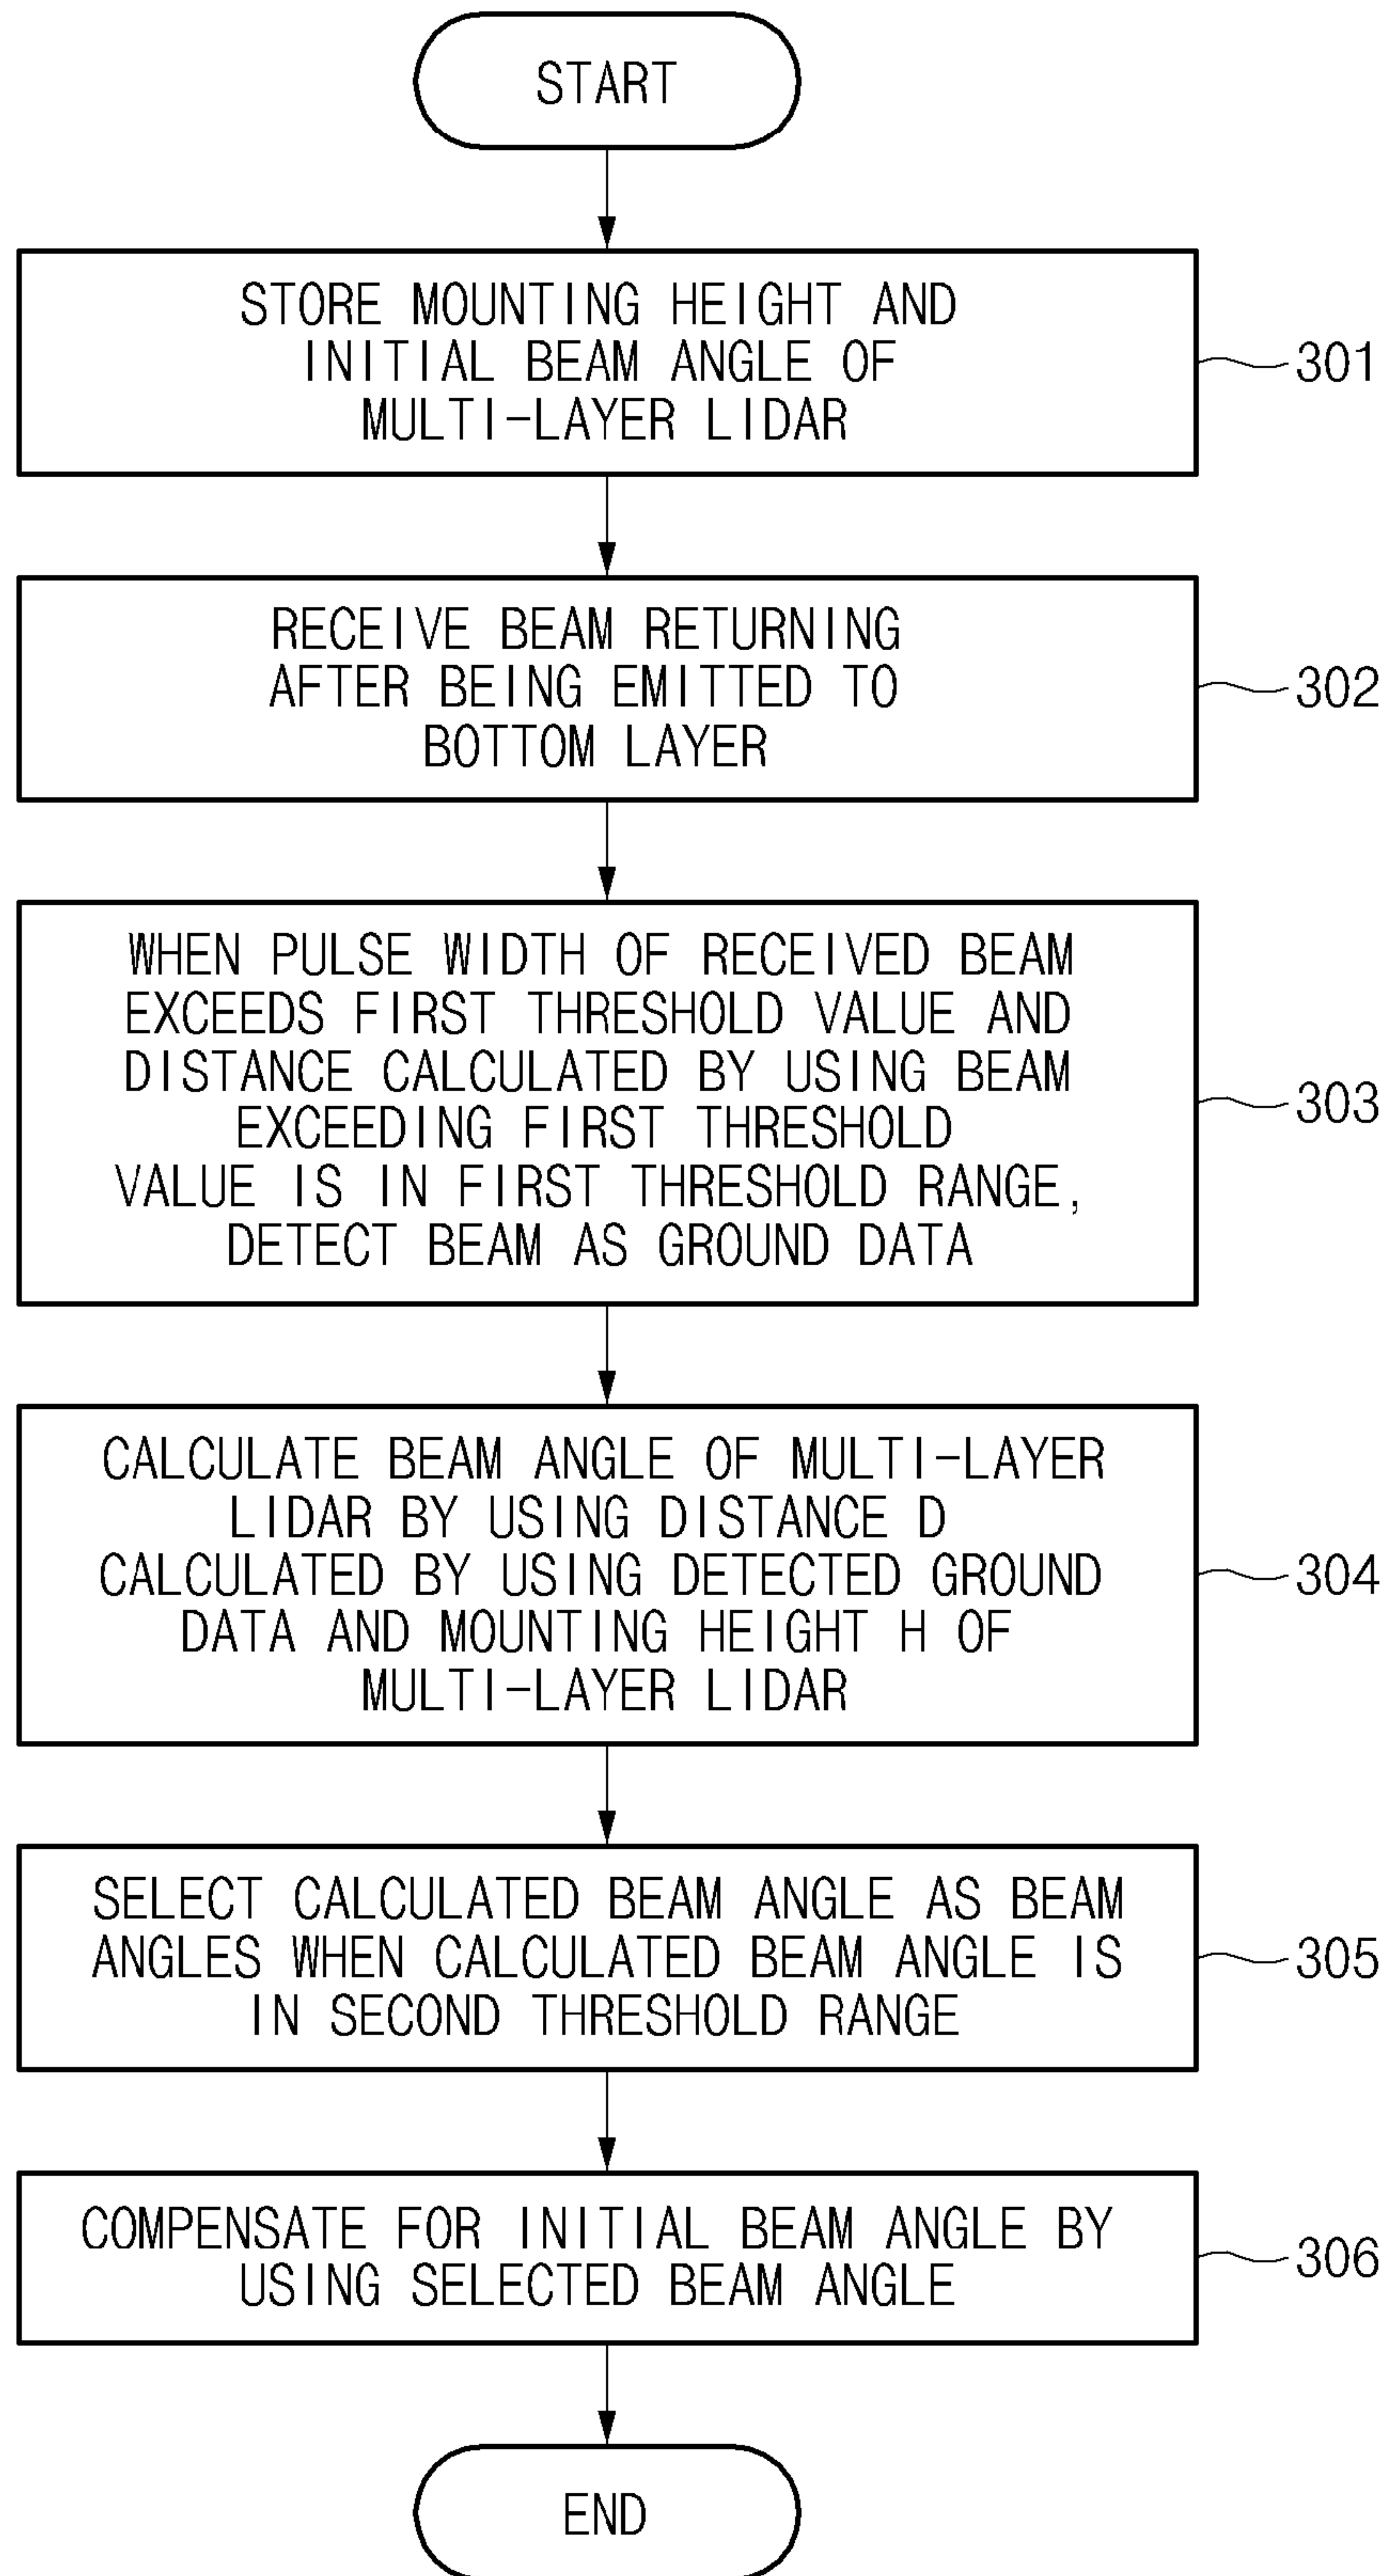 START
STORE MOUNTING HEIGHT AND
INITIAL BEAM ANGLE OF
MULTI-LAYER LIDAR
301
RECEIVE BEAM RETURNING
AFTER BEING EMITTED TO
BOTTOM LAYER
302
WHEN PULSE WIDTH OF RECEIVED BEAM
EXCEEDS FIRST THRESHOLD VALUE AND
DISTANCE CALCULATED BY USING BEAM
EXCEEDING FIRST THRESHOLD
VALUE IS IN FIRST THRESHOLD RANGE,
DETECT BEAM AS GROUND DATA
303
CALCULATE BEAM ANGLE OF MULTI-LAYER
LIDAR BY USING DISTANCE D
CALCULATED BY USING DETECTED GROUND
DATA AND MOUNTING HEIGHT H OF
MULTI-LAYER LIDAR
304
SELECT CALCULATED BEAM ANGLE AS BEAM
ANGLES WHEN CALCULATED BEAM ANGLE IS
IN SECOND THRESHOLD RANGE
305
COMPENSATE FOR INITIAL BEAM ANGLE BY
USING SELECTED BEAM ANGLE
306
END